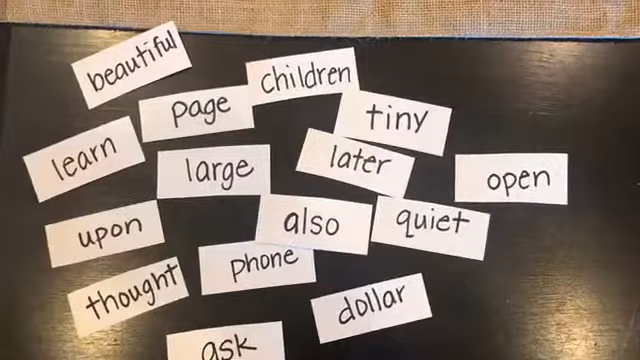 beautiful
children
page
tiny
learn
large
later
open
upon
also
quiet
phone
thought
dollar
ask